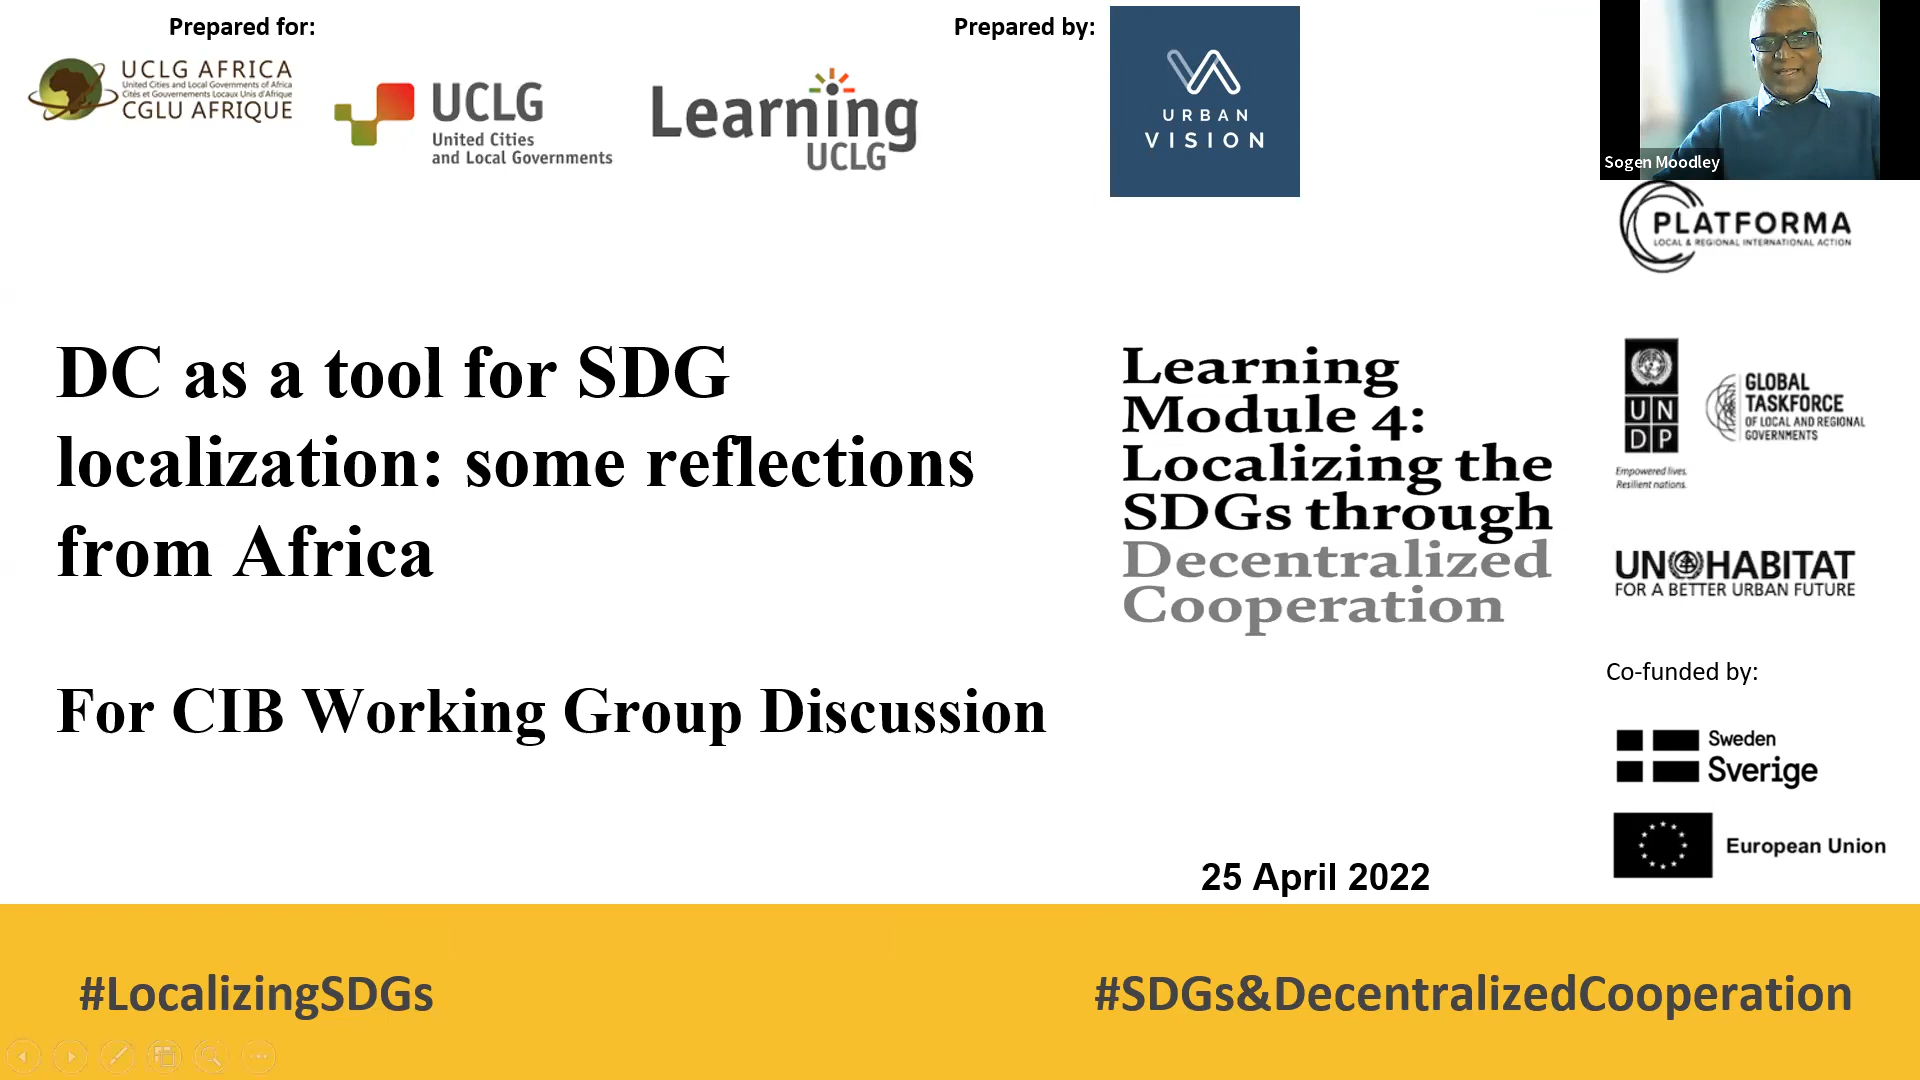 Prepared for:
Prepared by:
UCLG AFRICA
United Cities and Local Governments of Africa
Cités et Gouvernements Locaux Unis d'Afrique
CGLU AFRIQUE
UCLG
United Cities
and Local Governments
Learning
UCLG
URBAN
VISION
Sogen Moodley
PLATFORMA
LOCAL & REGIONAL INTERNATIONAL ACTION
DC as a tool for SDG
localization: some reflections
from Africa
For CIB Working Group Discussion
Learning
Module 4:
Localizing the
SDGs through
Decentralized
Cooperation
UN
DP
Empowered lives.
Resilient nations.
GLOBAL
TASKFORCE
OF LOCAL AND REGIONAL
GOVERNMENTS
UN HABITAT
FOR A BETTER URBAN FUTURE
Co-funded by:
Sweden
Sverige
European Union
25 April 2022
#LocalizingSDGs
#SDGs&DecentralizedCooperation